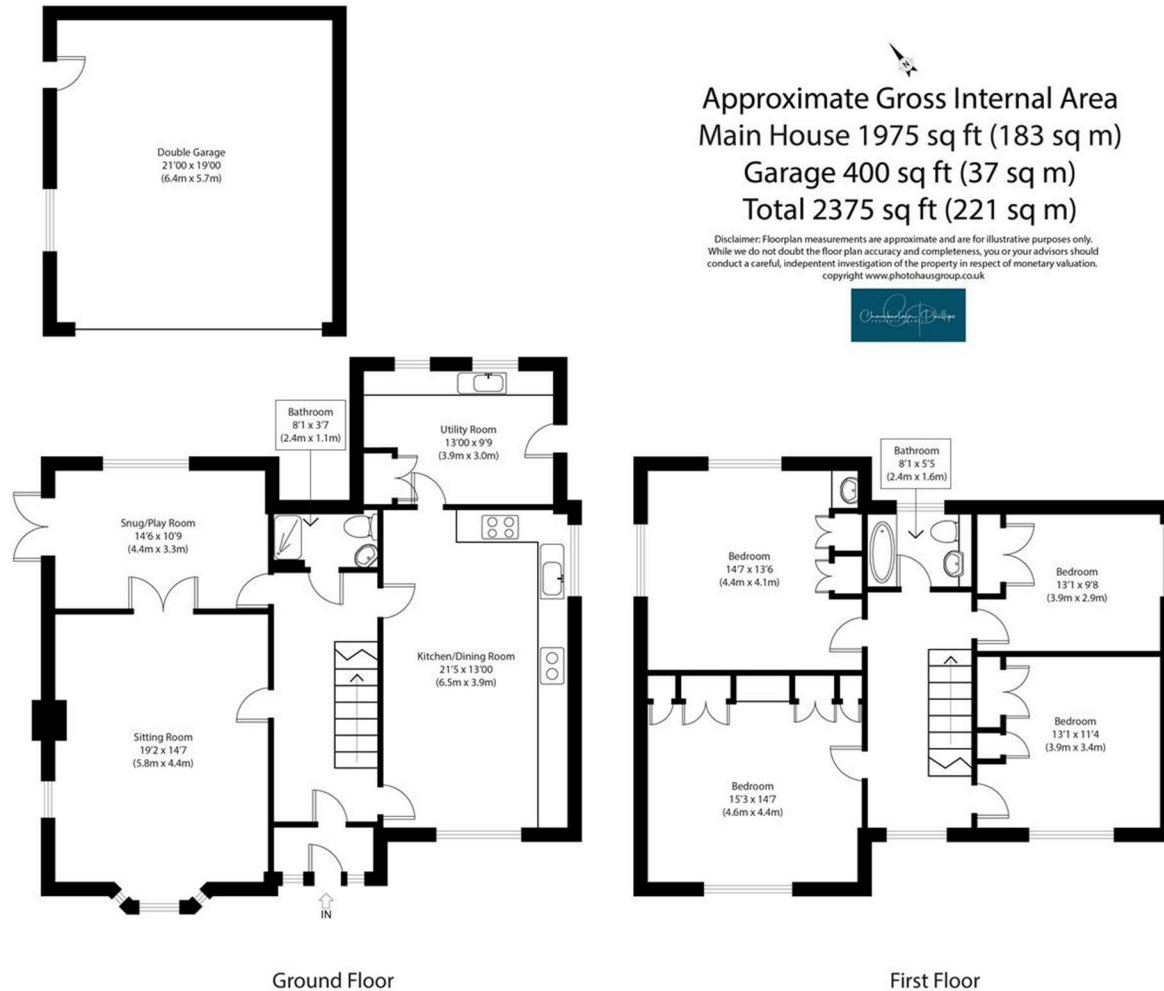 Double Garage
21'00 x 19'00
(6.4m x 5.7m)
N
Approximate Gross Internal Area
Main House 1975 sq ft (183 sq m)
Garage 400 sq ft (37 sq m)
Total 2375 sq ft (221 sq m)
Disclaimer: Floorplan measurements are approximate and are for illustrative purposes only.
While we do not doubt the floor plan accuracy and completeness, you or your advisors should
conduct a careful, indepentent investigation of the property in respect of monetary valuation.
copyright www.photohausgroup.co.uk
Chamberlain Phillips
Bathroom
8'1 x 3'7
(2.4m x 1.1m)
Utility Room
13'00 x 9'9
(3.9m x 3.0m)
Snug/Play Room
14'6 x 10'9
(4.4m x 3.3m)
Kitchen/Dining Room
21'5 x 13'00
(6.5m x 3.9m)
Sitting Room
19'2 x 14'7
(5.8m x 4.4m)
IN
Ground Floor
Bathroom
8'1 x 5'5
(2.4m x 1.6m)
Bedroom
14'7 x 13'6
(4.4m x 4.1m)
Bedroom
13'1 x 9'8
(3.9m x 2.9m)
Bedroom
13'1 x 11'4
(3.9m x 3.4m)
Bedroom
15'3 x 14'7
(4.6m x 4.4m)
First Floor